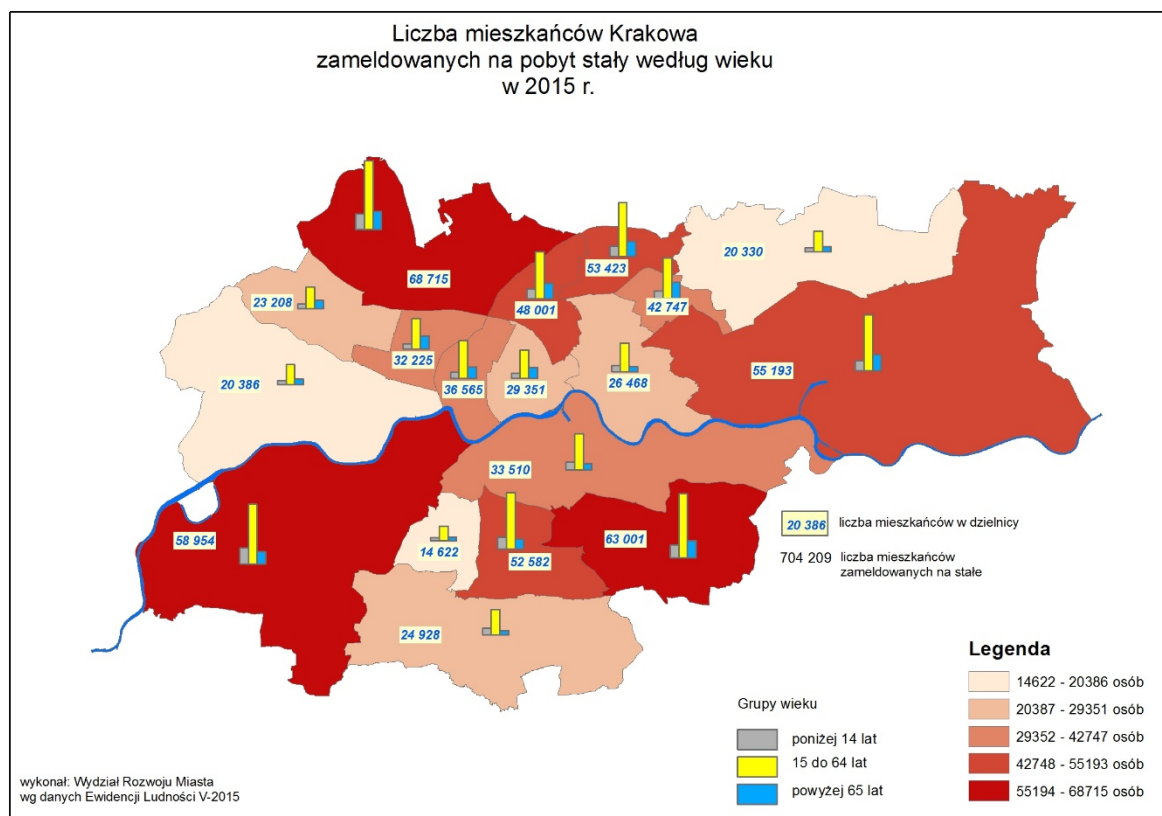 Liczba mieszkańców Krakowa
zameldowanych na pobyt stały według wieku
w 2015 r.
68 715
53 423
20 330
23 208
48 001
42 747
32 225
20 386
36 565
29 351
26 468
55 193
33 510
58 954
14 622
52 582
63 001
24 928
20 386 liczba mieszkańców w dzielnicy
704 209 liczba mieszkańców
zameldowanych na stałe
Legenda
14622 - 20386 osób
20387 - 29351 osób
29352 - 42747 osób
42748 - 55193 osób
55194 - 68715 osób
Grupy wieku
poniżej 14 lat
15 do 64 lat
powyżej 65 lat
wykonał: Wydział Rozwoju Miasta
wg danych Ewidencji Ludności V-2015